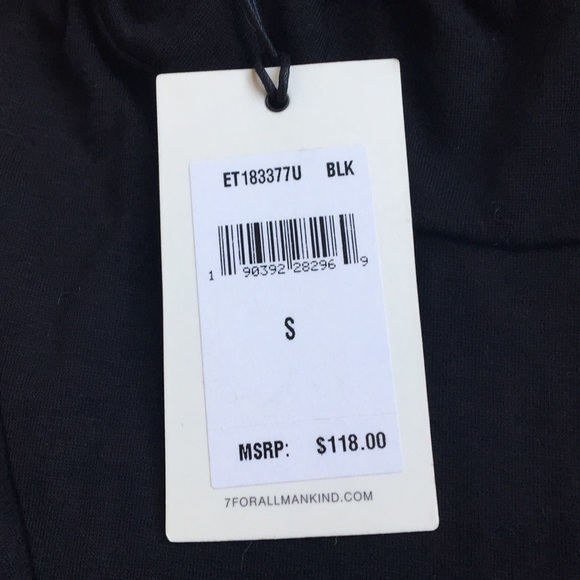 ET183377U BLK
1 90392 28296 9
S
MSRP: $118.00
7FORALLMANKIND.COM